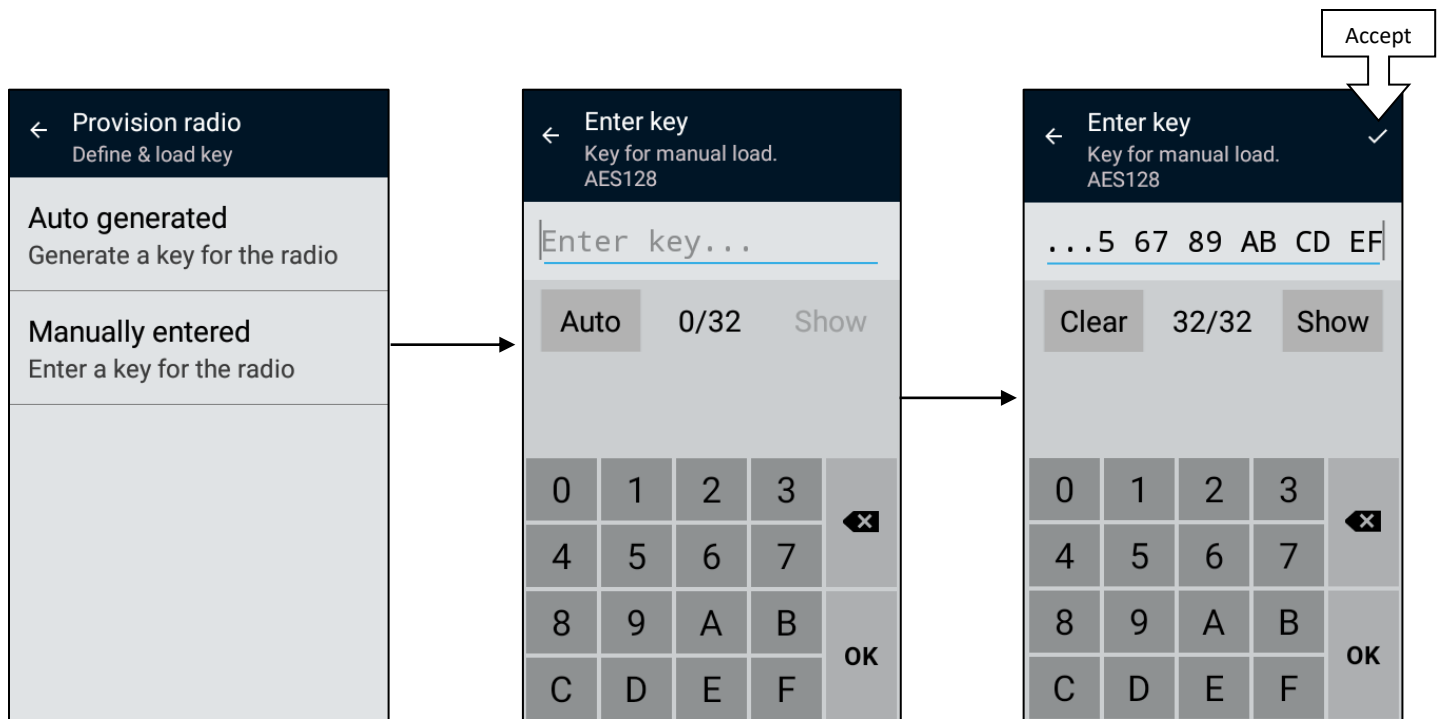 Accept
Provision radio
Define & load key
Auto generated
Generate a key for the radio
Manually entered
Enter a key for the radio
Enter key
Key for manual load.
AES128
Enter key...
Auto 0/32 Show
0 1 2 3
4 5 6 7
8 9 A B
OK
C D E F
Enter key
Key for manual load.
AES128
...5 67 89 AB CD EF
Clear 32/32 Show
0 1 2 3
4 5 6 7
8 9 A B
OK
C D E F